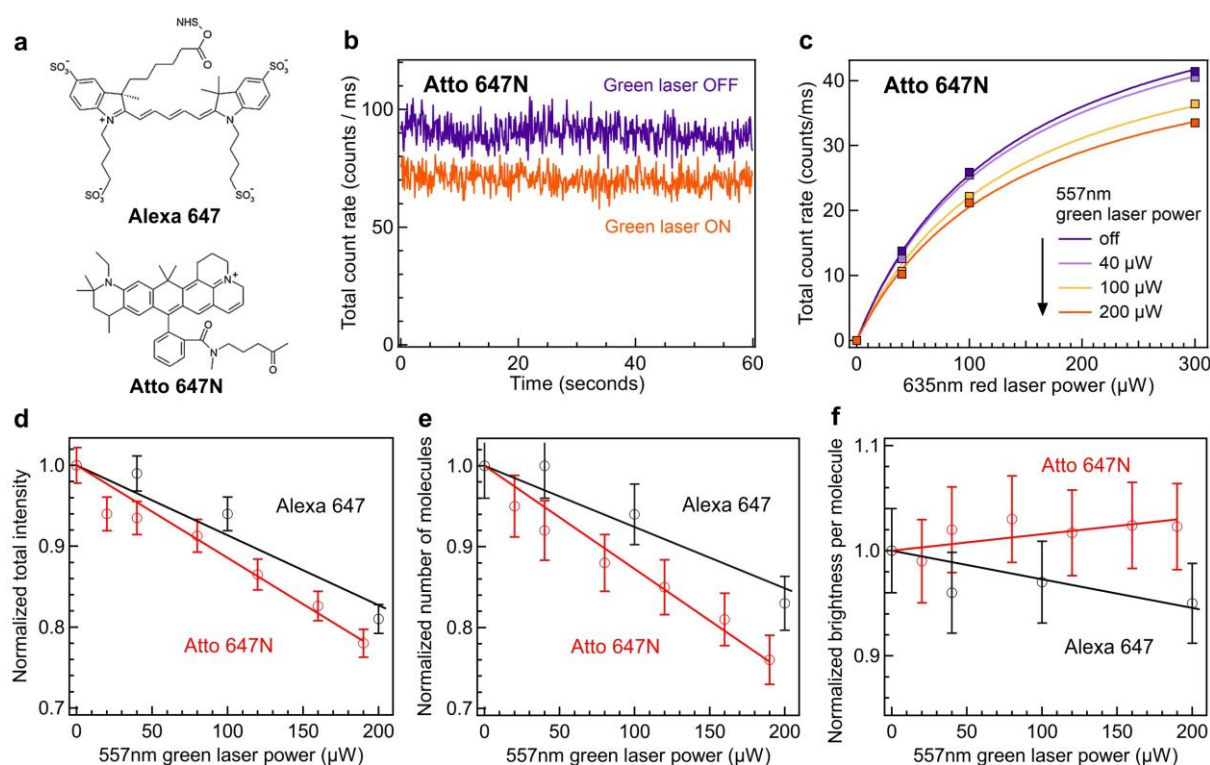 a
NHS
O
O
SO₃⁻
SO₃⁻
N⁺
N
SO₃⁻
SO₃⁻
Alexa 647
N
N⁺
O
N
O
Atto 647N
b
Atto 647N
Green laser OFF
Green laser ON
Total count rate (counts / ms)
100
50
0
0
20
40
60
Time (seconds)
c
Atto 647N
557nm
green laser power
off
40 µW
100 µW
200 µW
Total count rate (counts/ms)
40
30
20
10
0
0
100
200
300
635nm red laser power (µW)
d
Alexa 647
Atto 647N
Normalized total intensity
1.0
0.9
0.8
0.7
0
50
100
150
200
557nm green laser power (µW)
e
Alexa 647
Atto 647N
Normalized number of molecules
1.0
0.9
0.8
0.7
0
50
100
150
200
557nm green laser power (µW)
f
Atto 647N
Alexa 647
Normalized brightness per molecule
1.1
1.0
0.9
0
50
100
150
200
557nm green laser power (µW)